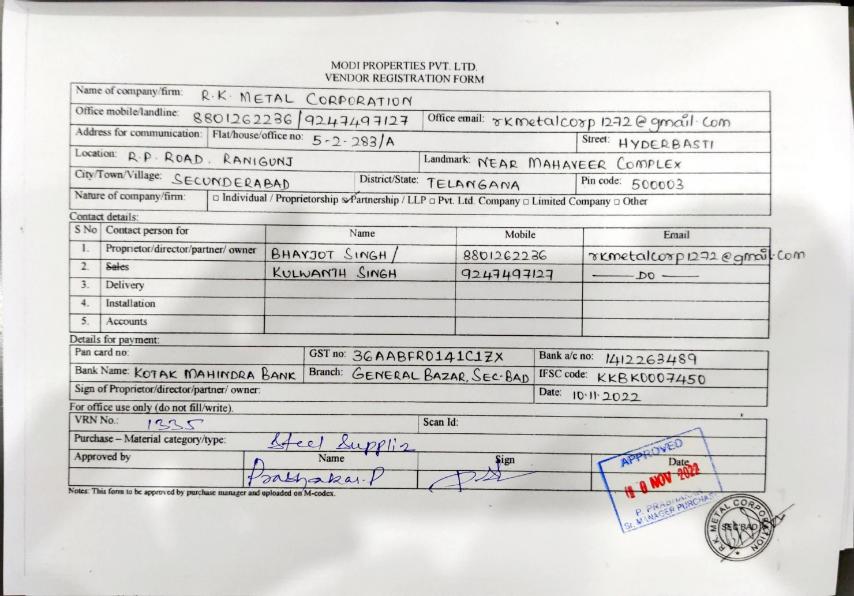 MODI PROPERTIES PVT. LTD.
VENDOR REGISTRATION FORM
Name of company/firm: R.K. METAL CORPORATION
Office mobile/landline: 8801262236/9247497127 Office email: rkmetalcorp1272@gmail.com
Address for communication: Flat/house/office no: 5-2-283/A Street: HYDERBASTI
Location: R.P. ROAD. RANIGUNJ Landmark: NEAR MAHAVEER COMPLEX
City/Town/Village: SECUNDERABAD District/State: TELANGANA Pin code: 500003
Nature of company/firm: □ Individual / Proprietorship ✓ Partnership / LLP □ Pvt. Ltd. Company □ Limited Company □ Other
Contact details:
S No Contact person for Name Mobile Email
1. Proprietor/director/partner/ owner BHAVJOT SINGH / 8801262236 rkmetalcorp1272@gmail.com
2. Sales KULWANTH SINGH 9247497127 DO
3. Delivery
4. Installation
5. Accounts
Details for payment:
Pan card no: GST no: 36AABFR0141C1ZX Bank a/c no: 1412263489
Bank Name: KOTAK MAHINDRA BANK Branch: GENERAL BAZAR, SEC-BAD IFSC code: KKBK0007450
Sign of Proprietor/director/partner/ owner: Date: 10.11.2022
For office use only (do not fill/write).
VRN No.: 1335 Scan Id:
Purchase – Material category/type: Steel
Approved by Name Sign Date
Prabhakar.P
Notes: This form to be approved by purchase manager and uploaded on M-codex.
APPROVED
NOV 2022
Sr. MANAGER PURCHASE
R.K METAL CORPORATION
SEC'BAD